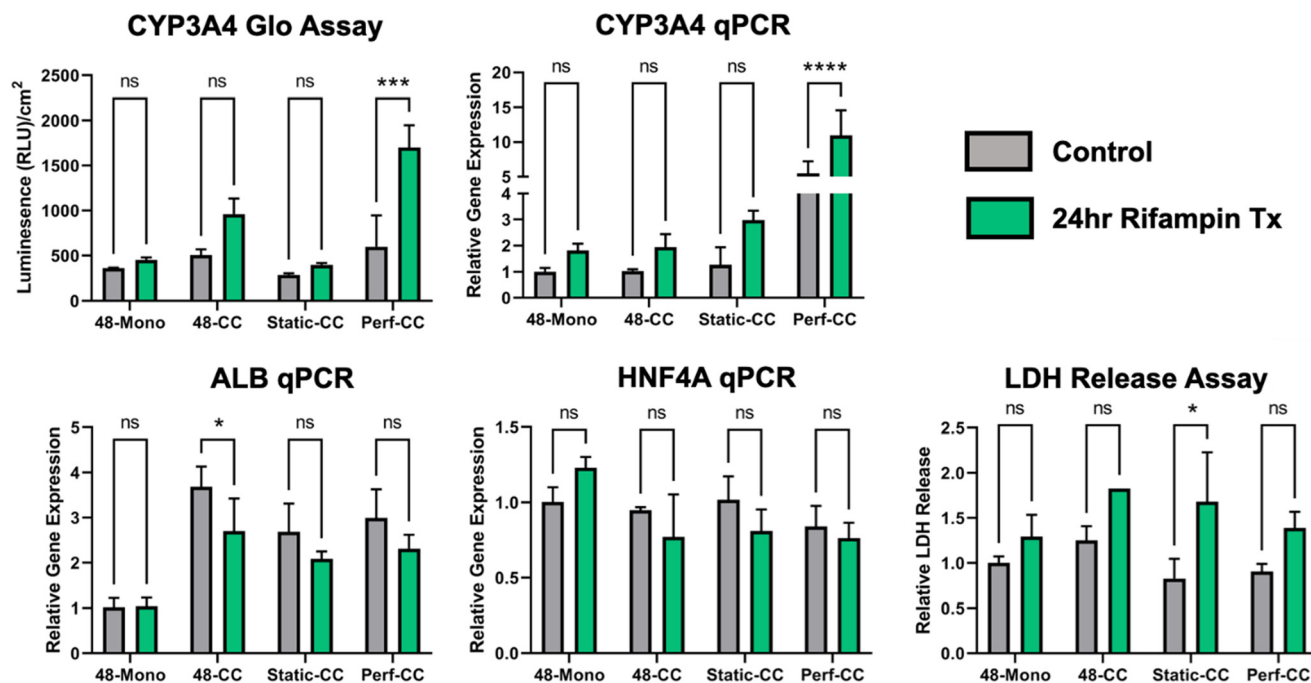 CYP3A4 Glo Assay
Luminesence (RLU)/cm²
2500
2000
1500
1000
500
0
ns
ns
ns
***
48-Mono
48-CC
Static-CC
Perf-CC
CYP3A4 qPCR
Relative Gene Expression
20
15
10
5
4
3
2
1
0
ns
ns
ns
****
48-Mono
48-CC
Static-CC
Perf-CC
Control
24hr Rifampin Tx
ALB qPCR
Relative Gene Expression
5
4
3
2
1
0
ns
*
ns
ns
48-Mono
48-CC
Static-CC
Perf-CC
HNF4A qPCR
Relative Gene Expression
1.5
1.0
0.5
0.0
ns
ns
ns
ns
48-Mono
48-CC
Static-CC
Perf-CC
LDH Release Assay
Relative LDH Release
2.5
2.0
1.5
1.0
0.5
0.0
ns
ns
*
ns
48-Mono
48-CC
Static-CC
Perf-CC